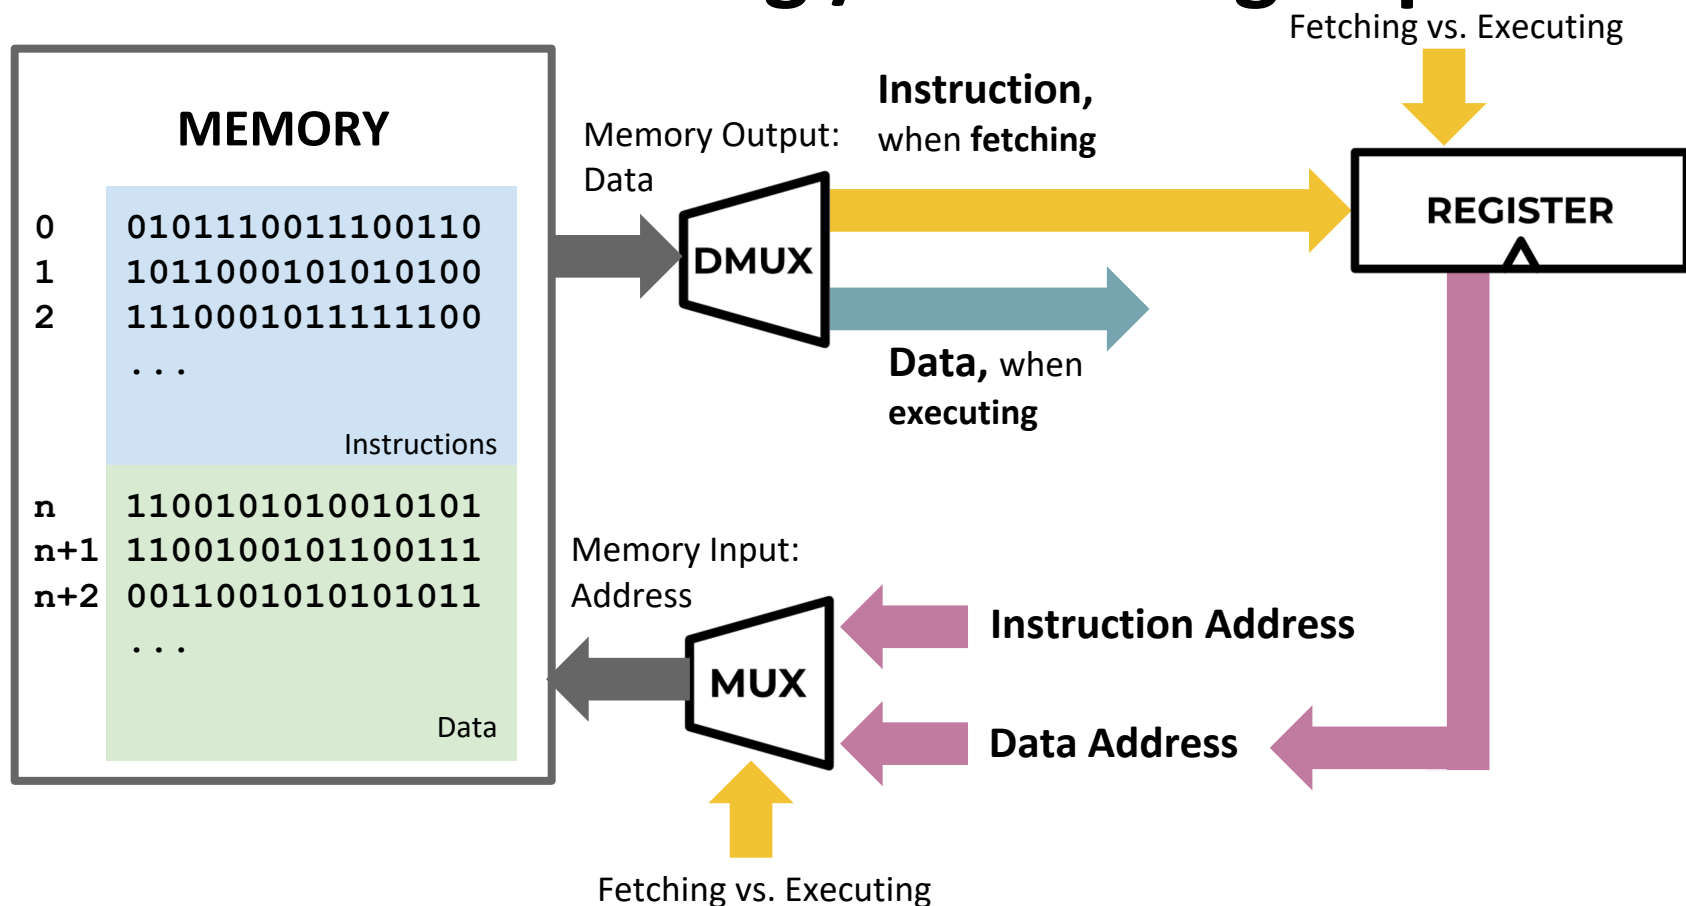 Fetching vs. Executing
MEMORY
Instruction,
when fetching
Memory Output:
Data
DMUX
REGISTER
0 0101110011100110
1 1011000101010100
2 1110001011111100
...
Instructions
Data, when
executing
n 1100101010010101
n+1 1100100101100111
n+2 0011001010101011
...
Data
Memory Input:
Address
MUX
Instruction Address
Data Address
Fetching vs. Executing